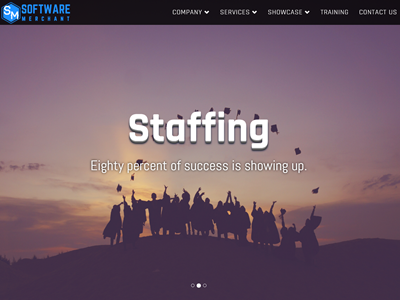 SM SOFTWARE
MERCHANT
COMPANY SERVICES SHOWCASE TRAINING CONTACT US
Staffing
Eighty percent of success is showing up.